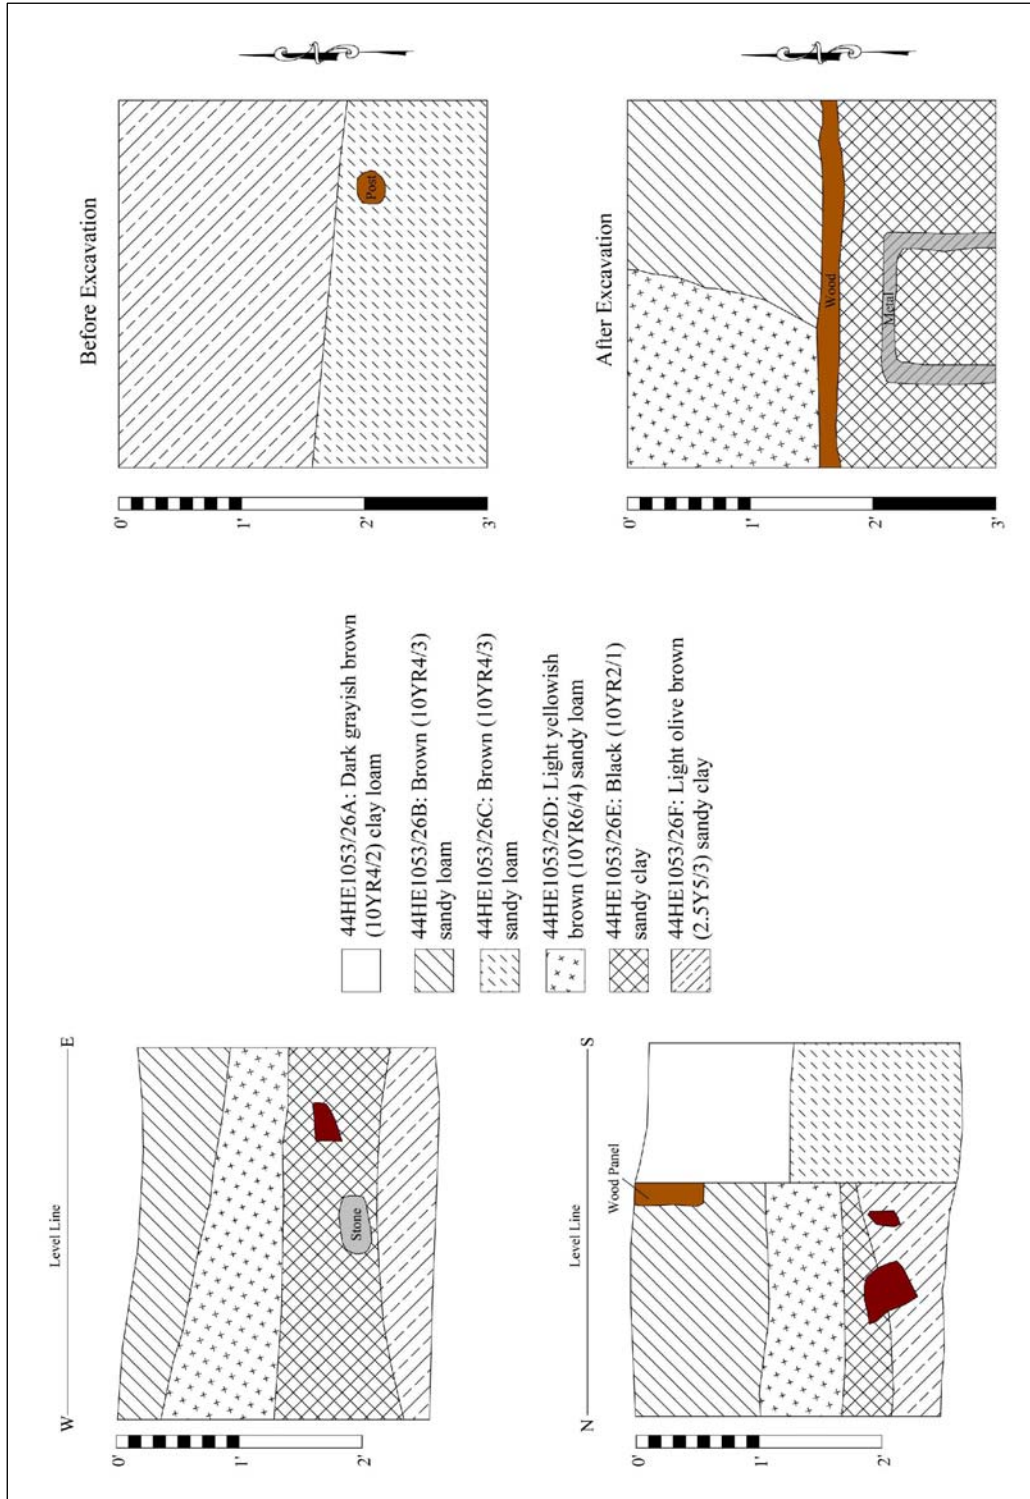 Before Excavation
N
Post
0'
1'
2'
3'
After Excavation
N
Wood
Metal
0'
1'
2'
3'
44HE1053/26A: Dark grayish brown
(10YR4/2) clay loam
44HE1053/26B: Brown (10YR4/3)
sandy loam
44HE1053/26C: Brown (10YR4/3)
sandy loam
44HE1053/26D: Light yellowish
brown (10YR6/4) sandy loam
44HE1053/26E: Black (10YR2/1)
sandy clay
44HE1053/26F: Light olive brown
(2.5Y5/3) sandy clay
W
Level Line
E
Stone
0'
1'
2'
N
Level Line
S
Wood Panel
0'
1'
2'